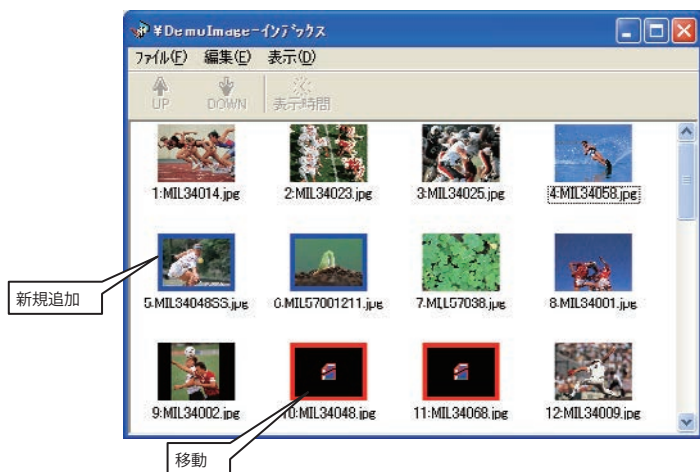 ¥DemoImage-インデックス
ファイル(F) 編集(E) 表示(D)
UP DOWN 表示時間
1:MIL34014.jpg 2:MIL34023.jpg 3:MIL34025.jpg 4:MIL34058.jpg
新規追加
5:MIL34048SS.jpg 6:MIL57001211.jpg 7:MIL57038.jpg 8:MIL34001.jpg
9:MIL34002.jpg 10:MIL34048.jpg 11:MIL34068.jpg 12:MIL34009.jpg
移動